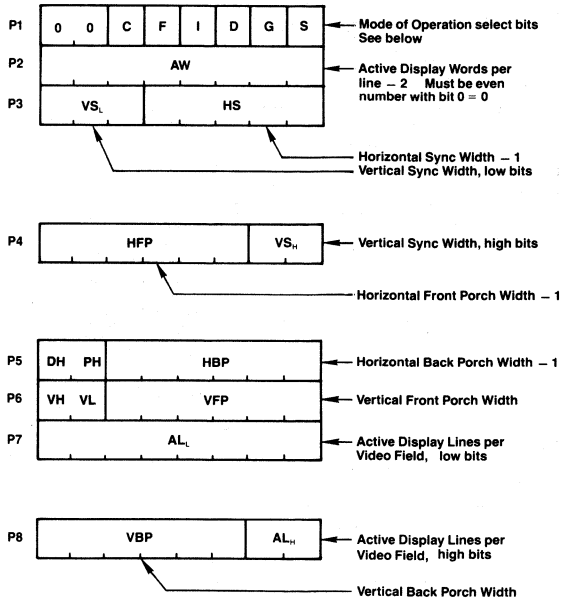 P1 0 0 C F I D G S Mode of Operation select bits
See below
P2 AW Active Display Words per
line – 2 Must be even
number with bit 0 = 0
P3 VSL HS
Horizontal Sync Width – 1
Vertical Sync Width, low bits
P4 HFP VSH Vertical Sync Width, high bits
Horizontal Front Porch Width – 1
P5 DH PH HBP Horizontal Back Porch Width – 1
P6 VH VL VFP Vertical Front Porch Width
P7 ALL Active Display Lines per
Video Field, low bits
P8 VBP ALH Active Display Lines per
Video Field, high bits
Vertical Back Porch Width